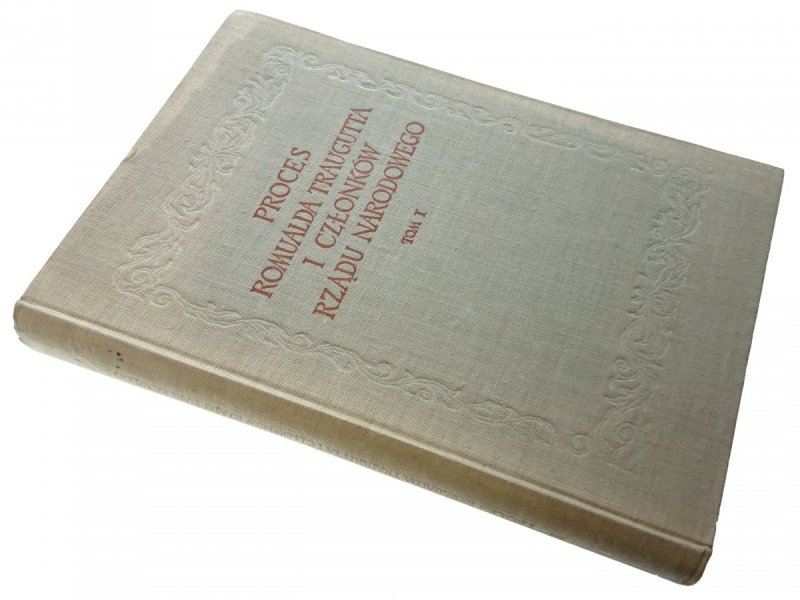 PROCES
ROMUALDA TRAUGUTTA
I CZŁONKÓW
RZĄDU NARODOWEGO
TOM I